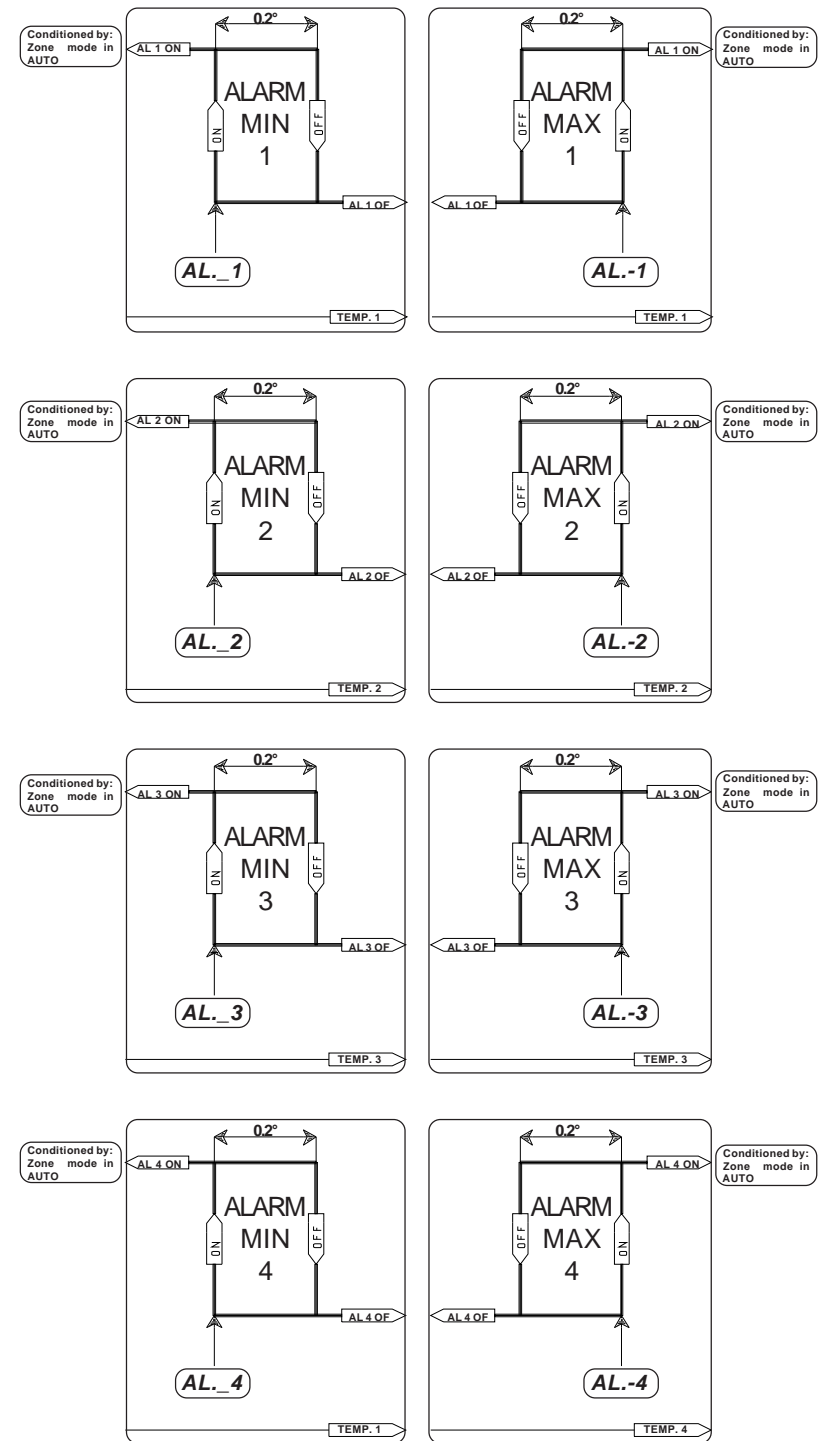 0.2°
Conditioned by:
Zone mode in
AUTO
AL 1 ON
ALARM
MIN
1
ON
OFF
AL 1 OF
AL._1
TEMP. 1
0.2°
Conditioned by:
Zone mode in
AUTO
AL 1 ON
ALARM
MAX
1
OFF
ON
AL 1 OF
AL.-1
TEMP. 1
0.2°
Conditioned by:
Zone mode in
AUTO
AL 2 ON
ALARM
MIN
2
ON
OFF
AL 2 OF
AL._2
TEMP. 2
0.2°
Conditioned by:
Zone mode in
AUTO
AL 2 ON
ALARM
MAX
2
OFF
ON
AL 2 OF
AL.-2
TEMP. 2
0.2°
Conditioned by:
Zone mode in
AUTO
AL 3 ON
ALARM
MIN
3
ON
OFF
AL 3 OF
AL._3
TEMP. 3
0.2°
Conditioned by:
Zone mode in
AUTO
AL 3 ON
ALARM
MAX
3
OFF
ON
AL 3 OF
AL.-3
TEMP. 3
0.2°
Conditioned by:
Zone mode in
AUTO
AL 4 ON
ALARM
MIN
4
ON
OFF
AL 4 OF
AL._4
TEMP. 1
0.2°
Conditioned by:
Zone mode in
AUTO
AL 4 ON
ALARM
MAX
4
OFF
ON
AL 4 OF
AL.-4
TEMP. 4